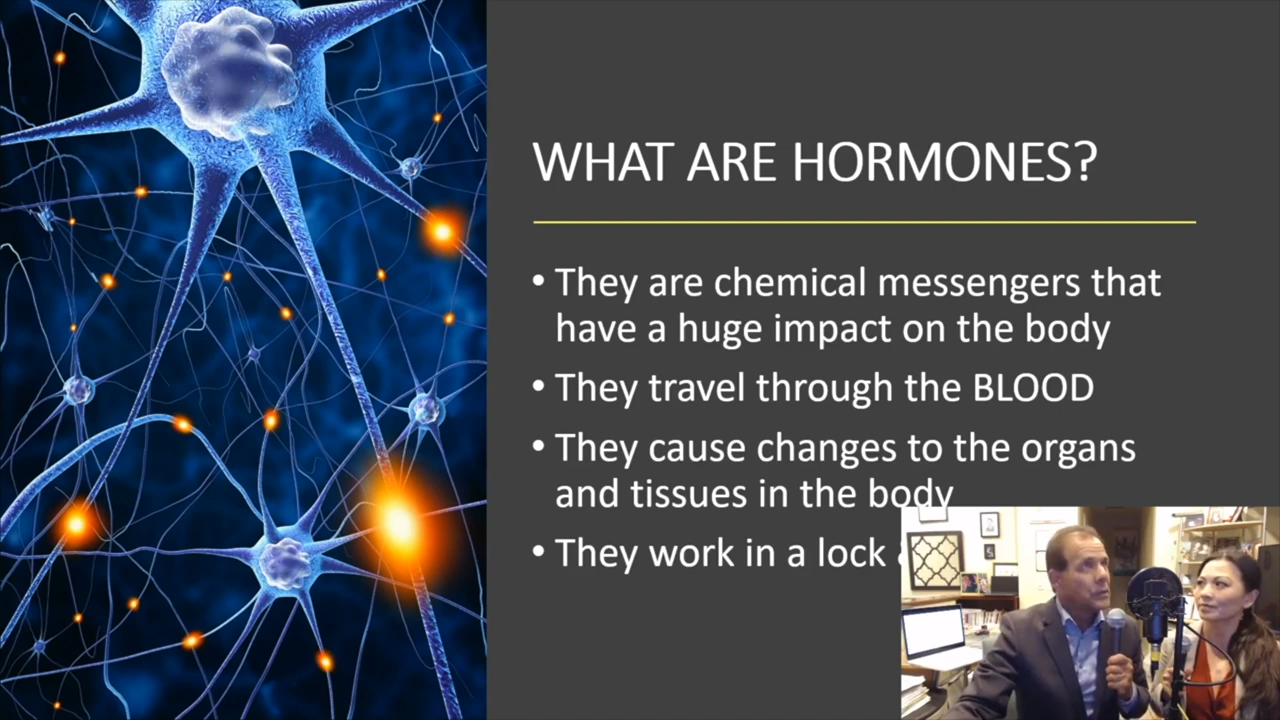 WHAT ARE HORMONES?
• They are chemical messengers that
have a huge impact on the body
• They travel through the BLOOD
• They cause changes to the organs
and tissues in the body
• They work in a lock